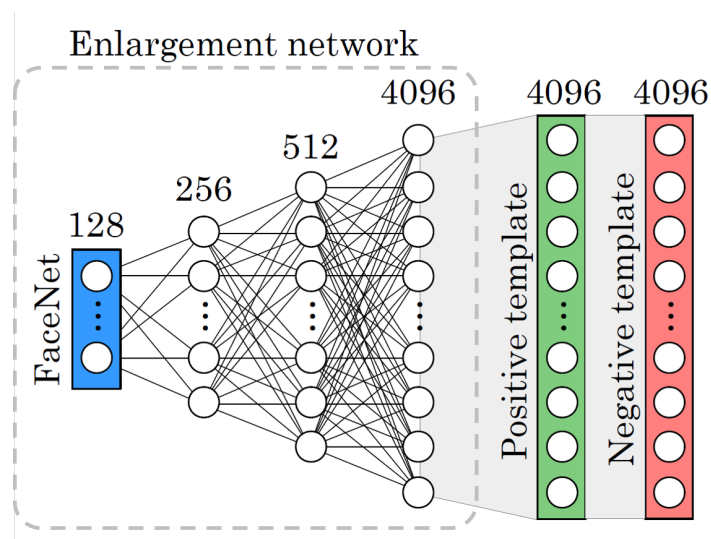 Enlargement network
4096
4096
4096
512
256
128
FaceNet
Positive template
Negative template